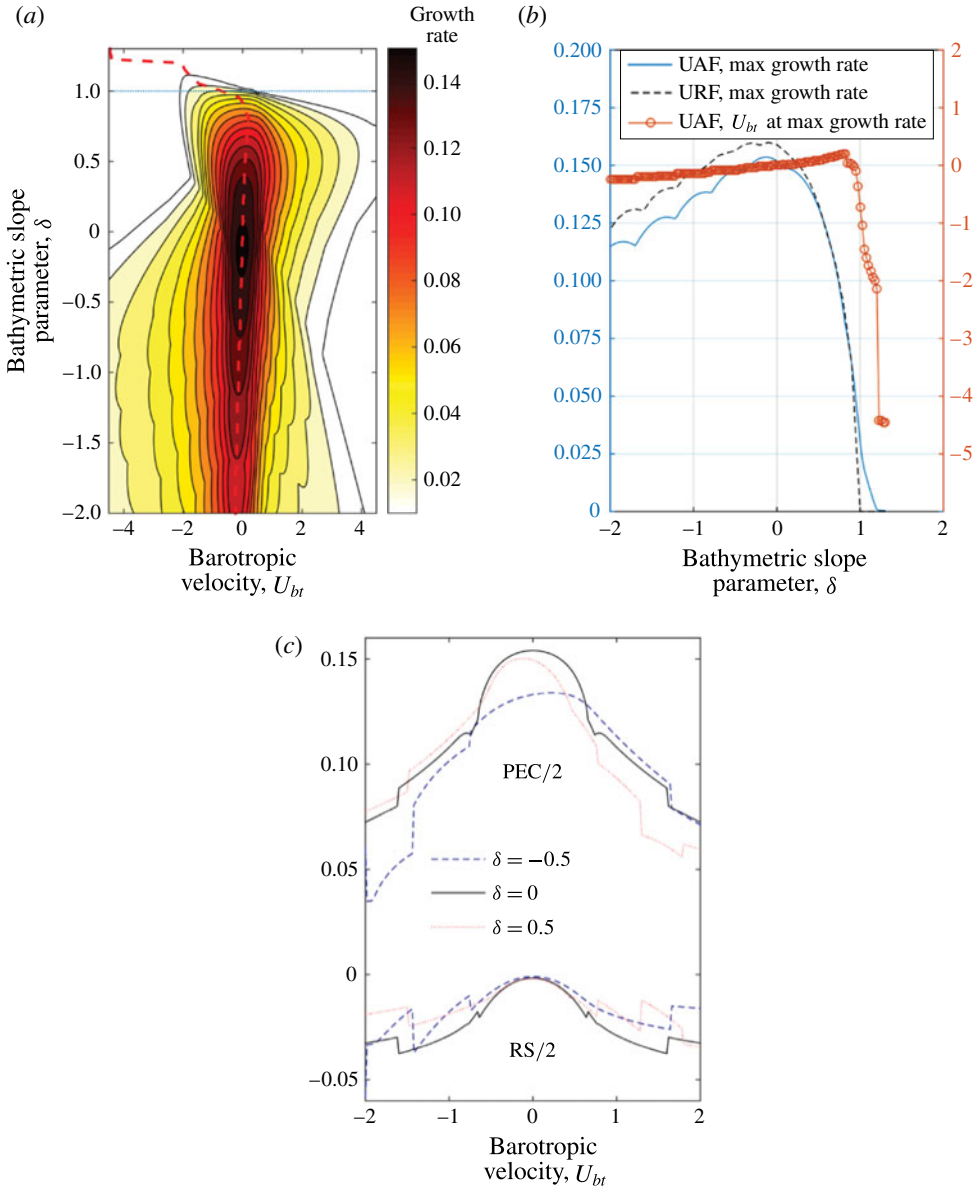 (a)
Growth
rate
1.0
0.5
0
−0.5
−1.0
−1.5
−2.0
Bathymetric slope
parameter, δ
−4 −2 0 2 4
Barotropic
velocity, U_bt
0.14
0.12
0.10
0.08
0.06
0.04
0.02
(b)
0.200
0.175
0.150
0.125
0.100
0.075
0.050
0.025
0
UAF, max growth rate
URF, max growth rate
UAF, U_bt at max growth rate
2
1
0
−1
−2
−3
−4
−5
−2 −1 0 1 2
Bathymetric slope
parameter, δ
(c)
0.15
0.10
0.05
0
−0.05
PEC/2
δ = −0.5
δ = 0
δ = 0.5
RS/2
−2 −1 0 1 2
Barotropic
velocity, U_bt